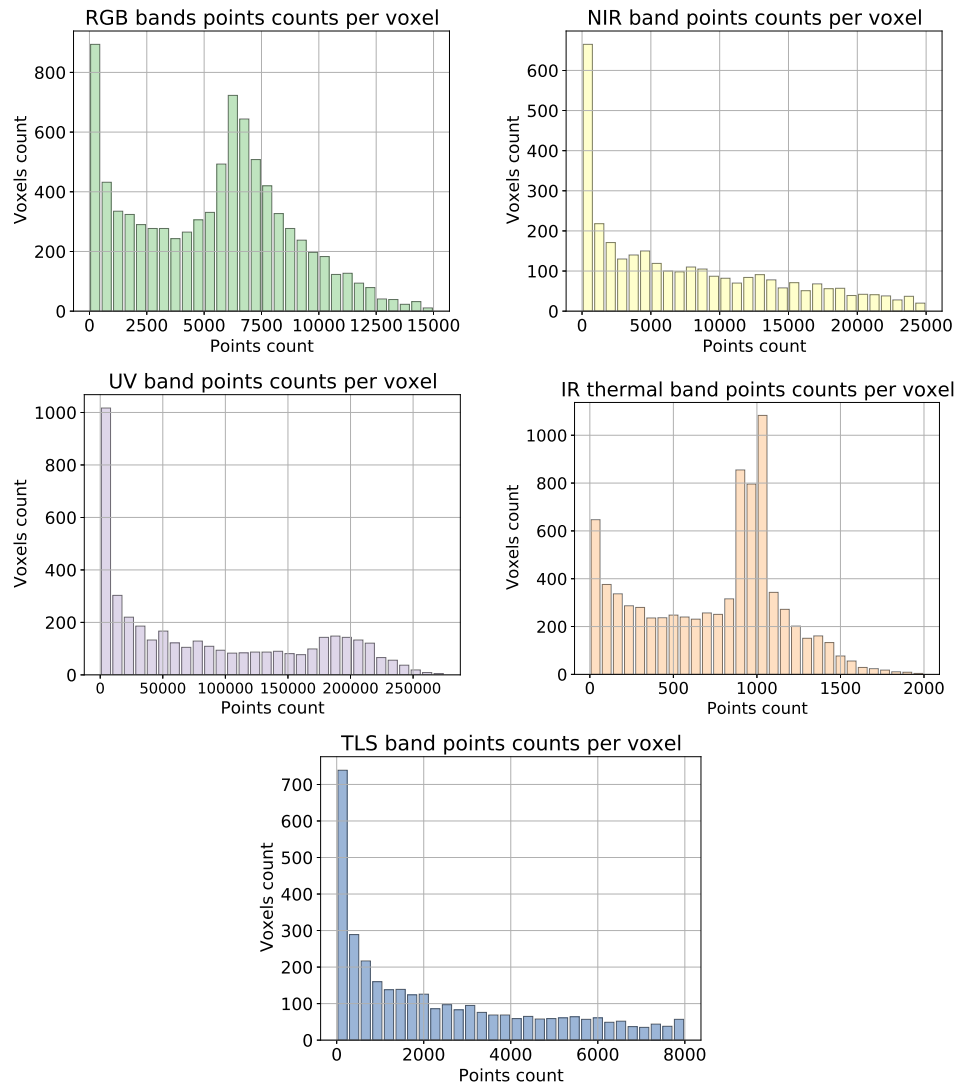 RGB bands points counts per voxel
Voxels count
800
600
400
200
0
0 2500 5000 7500 10000 12500 15000
Points count
NIR band points counts per voxel
Voxels count
600
500
400
300
200
100
0
0 5000 10000 15000 20000 25000
Points count
UV band points counts per voxel
Voxels count
1000
800
600
400
200
0
0 50000 100000 150000 200000 250000
Points count
IR thermal band points counts per voxel
Voxels count
1000
800
600
400
200
0
0 500 1000 1500 2000
Points count
TLS band points counts per voxel
Voxels count
700
600
500
400
300
200
100
0
0 2000 4000 6000 8000
Points count